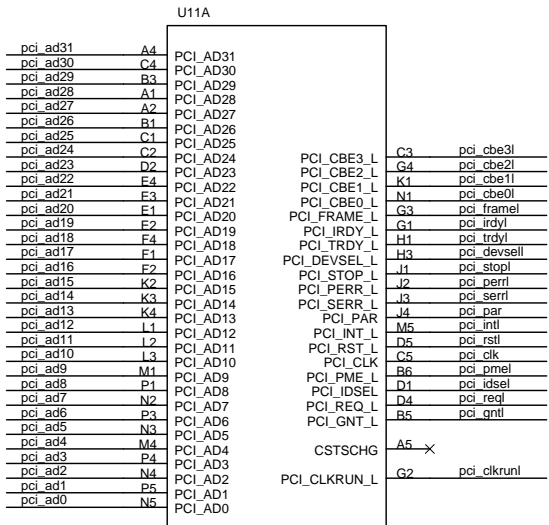 U11A
pci_ad31 A4 PCI_AD31
pci_ad30 C4 PCI_AD30
pci_ad29 B3 PCI_AD29
pci_ad28 A1 PCI_AD28
pci_ad27 A2 PCI_AD27
pci_ad26 B1 PCI_AD26
pci_ad25 C1 PCI_AD25
pci_ad24 C2 PCI_AD24 PCI_CBE3_L C3 pci_cbe3l
pci_ad23 D2 PCI_AD23 PCI_CBE2_L G4 pci_cbe2l
pci_ad22 E4 PCI_AD22 PCI_CBE1_L K1 pci_cbe1l
pci_ad21 E3 PCI_AD21 PCI_CBE0_L N1 pci_cbe0l
pci_ad20 E1 PCI_AD20 PCI_FRAME_L G3 pci_framel
pci_ad19 E2 PCI_AD19 PCI_IRDY_L G1 pci_irdyl
pci_ad18 F4 PCI_AD18 PCI_TRDY_L H1 pci_trdyl
pci_ad17 F1 PCI_AD17 PCI_DEVSEL_L H3 pci_devsell
pci_ad16 F2 PCI_AD16 PCI_STOP_L J1 pci_stopl
pci_ad15 K2 PCI_AD15 PCI_PERR_L J2 pci_perrl
pci_ad14 K3 PCI_AD14 PCI_SERR_L J3 pci_serrl
pci_ad13 K4 PCI_AD13 PCI_PAR J4 pci_par
pci_ad12 L1 PCI_AD12 PCI_INT_L M5 pci_intl
pci_ad11 L2 PCI_AD11 PCI_RST_L D5 pci_rstl
pci_ad10 L3 PCI_AD10 PCI_CLK C5 pci_clk
pci_ad9 M1 PCI_AD9 PCI_PME_L B6 pci_pmel
pci_ad8 P1 PCI_AD8 PCI_IDSEL D1 pci_idsel
pci_ad7 N2 PCI_AD7 PCI_REQ_L D4 pci_reql
pci_ad6 P3 PCI_AD6 PCI_GNT_L B5 pci_gntl
pci_ad5 N3 PCI_AD5
pci_ad4 M4 PCI_AD4 CSTSCHG A5
pci_ad3 P4 PCI_AD3
pci_ad2 N4 PCI_AD2 PCI_CLKRUN_L G2 pci_clkrunl
pci_ad1 P5 PCI_AD1
pci_ad0 N5 PCI_AD0